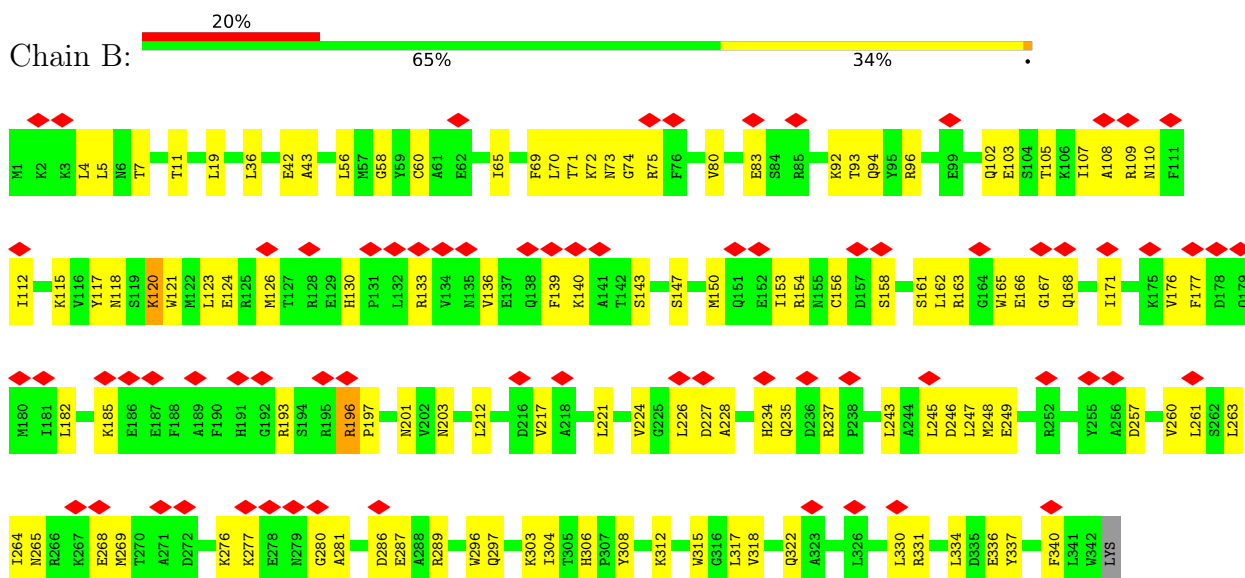 20%
Chain B:
65% 34% •
M1 K2 K3 L4 L5 N6 T7 T11 L19 L36 E42 A43 L56 M57 G58 Y59 C60 A61 E62 I65 F69 L70 T71 K72 N73 G74 R75 F76 V80 E83 S84 R85 K92 T93 Q94 Y95 R96 E99 Q102 E103 S104 T105 K106 I107 A108 R109 N110 F111
I112 K115 V116 Y117 N118 S119 K120 W121 M122 L123 E124 R125 M126 T127 R128 E129 H130 P131 L132 R133 V134 N135 V136 E137 Q138 F139 K140 A141 T142 S143 S147 M150 Q151 E152 I153 R154 N155 C156 D157 S158 S161 L162 R163 G164 W165 E166 G167 Q168 I171 K175 V176 F177 D178 Q179
M180 I181 L182 K185 E186 E187 F188 A189 F190 H191 G192 R193 S194 R195 R196 P197 N201 V202 N203 L212 D216 V217 A218 L221 V224 G225 L226 D227 A228 H234 Q235 D236 R237 P238 L243 A244 L245 D246 L247 M248 E249 R252 Y255 A256 D257 V260 L261 S262 L263
I264 N265 R266 K267 E268 M269 T270 A271 D272 K276 K277 E278 N279 G280 A281 D286 E287 A288 R289 W296 Q297 K303 I304 T305 H306 P307 Y308 K312 W315 G316 L317 V318 Q322 A323 L326 L330 R331 L334 D335 E336 Y337 F340 L341 W342 LYS